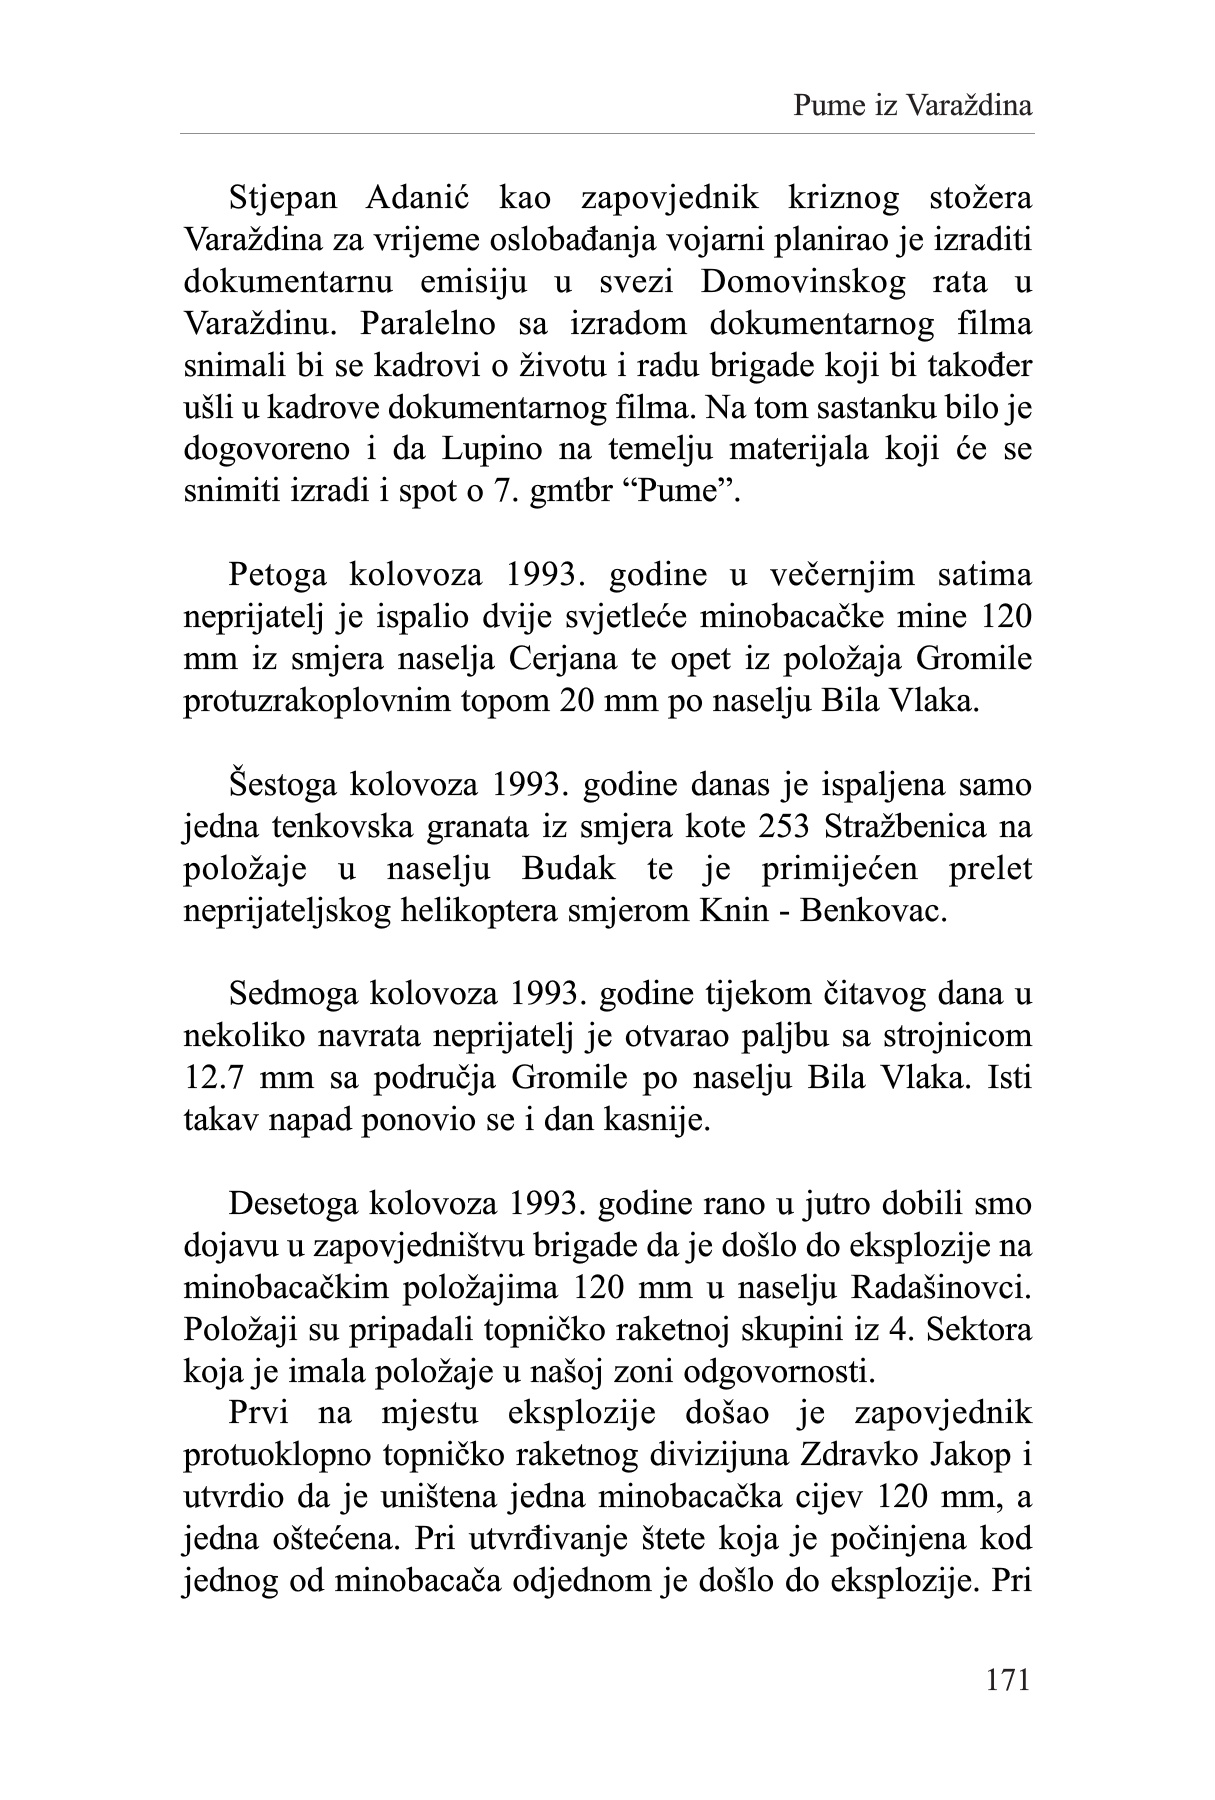 Pume iz Varaždina
Stjepan Adanić kao zapovjednik kriznog stožera
Varaždina za vrijeme oslobađanja vojarni planirao je izraditi
dokumentarnu emisiju u svezi Domovinskog rata u
Varaždinu. Paralelno sa izradom dokumentarnog filma
snimali bi se kadrovi o životu i radu brigade koji bi također
ušli u kadrove dokumentarnog filma. Na tom sastanku bilo je
dogovoreno i da Lupino na temelju materijala koji će se
snimiti izradi i spot o 7. gmtbr “Pume”.
Petoga kolovoza 1993. godine u večernjim satima
neprijatelj je ispalio dvije svjetleće minobacačke mine 120
mm iz smjera naselja Cerjana te opet iz položaja Gromile
protuzrakoplovnim topom 20 mm po naselju Bila Vlaka.
Šestoga kolovoza 1993. godine danas je ispaljena samo
jedna tenkovska granata iz smjera kote 253 Stražbenica na
položaje u naselju Budak te je primijećen prelet
neprijateljskog helikoptera smjerom Knin - Benkovac.
Sedmoga kolovoza 1993. godine tijekom čitavog dana u
nekoliko navrata neprijatelj je otvarao paljbu sa strojnicom
12.7 mm sa područja Gromile po naselju Bila Vlaka. Isti
takav napad ponovio se i dan kasnije.
Desetoga kolovoza 1993. godine rano u jutro dobili smo
dojavu u zapovjedništvu brigade da je došlo do eksplozije na
minobacačkim položajima 120 mm u naselju Radašinovci.
Položaji su pripadali topničko raketnoj skupini iz 4. Sektora
koja je imala položaje u našoj zoni odgovornosti.
Prvi na mjestu eksplozije došao je zapovjednik
protuoklopno topničko raketnog divizijuna Zdravko Jakop i
utvrdio da je uništena jedna minobacačka cijev 120 mm, a
jedna oštećena. Pri utvrđivanje štete koja je počinjena kod
jednog od minobacača odjednom je došlo do eksplozije. Pri
171